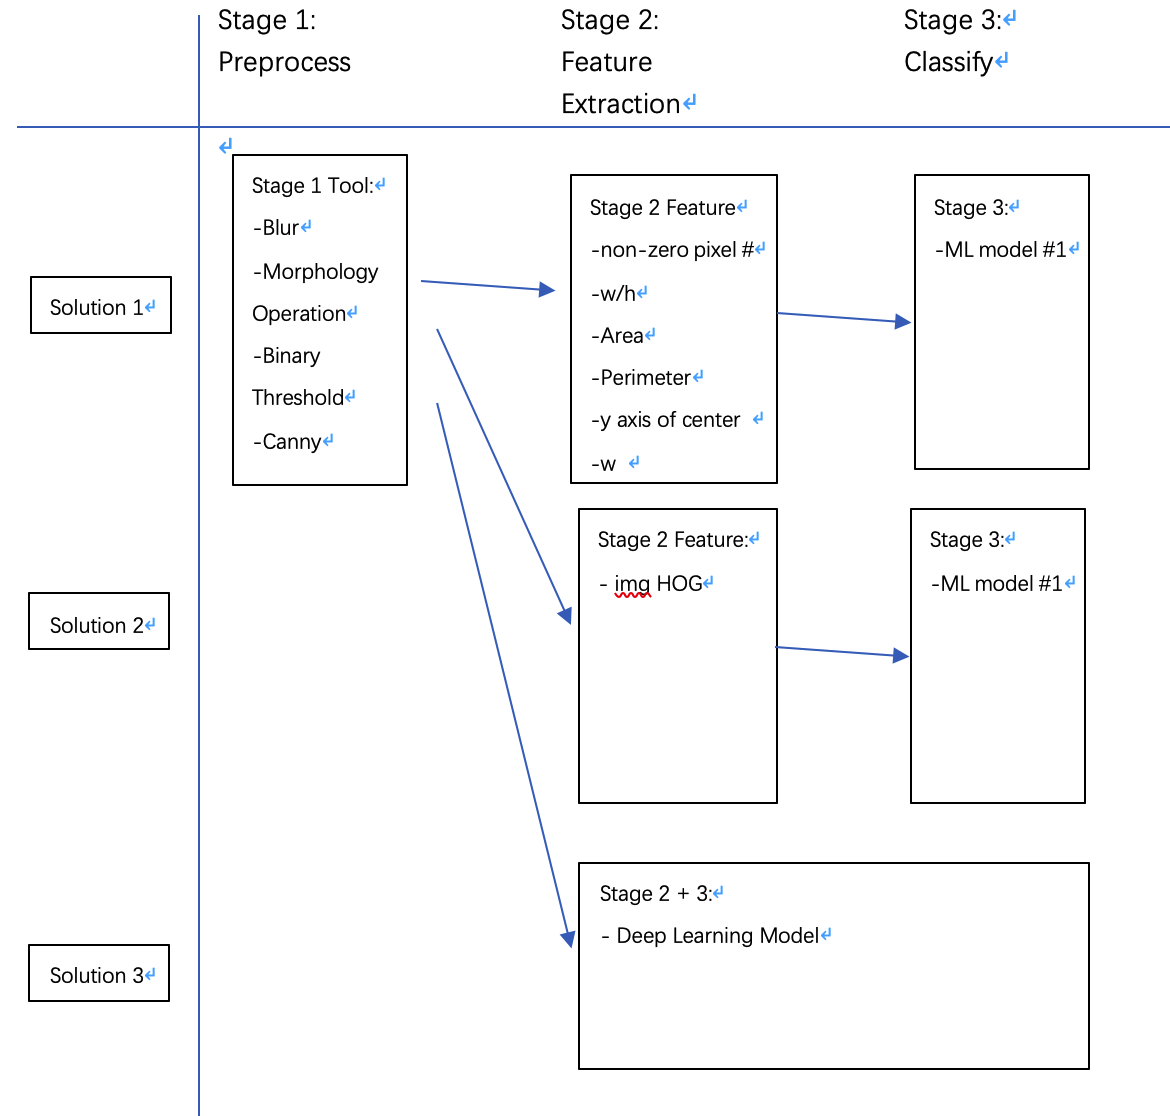 Stage 1:
Preprocess
Stage 2:
Feature
Extraction
Stage 3:
Classify
Solution 1
Stage 1 Tool:
-Blur
-Morphology
Operation
-Binary
Threshold
-Canny
Stage 2 Feature
-non-zero pixel #
-w/h
-Area
-Perimeter
-y axis of center
-w
Stage 3:
-ML model #1
Solution 2
Stage 2 Feature:
- img HOG
Stage 3:
-ML model #1
Solution 3
Stage 2 + 3:
- Deep Learning Model